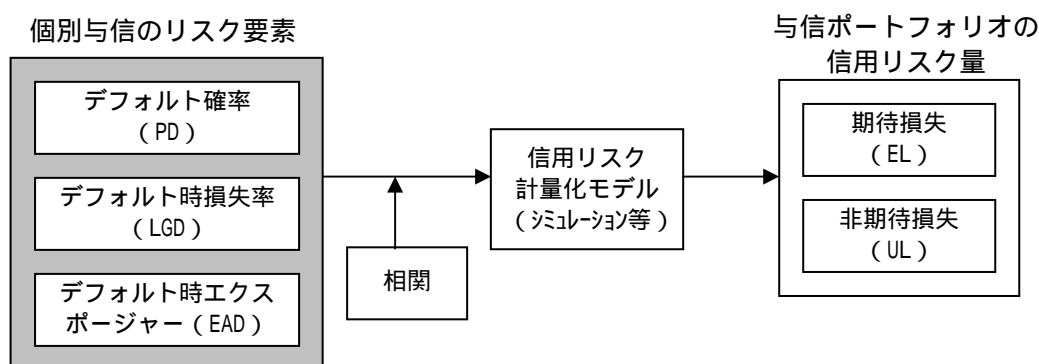 個別与信のリスク要素
デフォルト確率
（PD）
デフォルト時損失率
（LGD）
デフォルト時エクス
ポージャー（EAD）
相関
信用リスク
計量化モデル
（ｼﾐｭﾚｰｼｮﾝ等）
与信ポートフォリオの
信用リスク量
期待損失
（EL）
非期待損失
（UL）